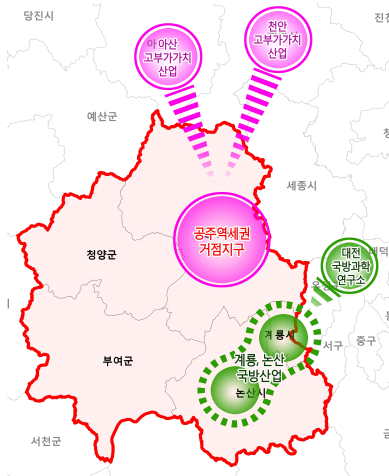 당진시
아산
고부가가치
산업
천안
고부가가치
산업
예산군
세종시
공주역세권
거점지구
청양군
대전
국방과학
연구소
계룡시
서구
중구
계룡, 논산
국방산업
논산시
부여군
서천군